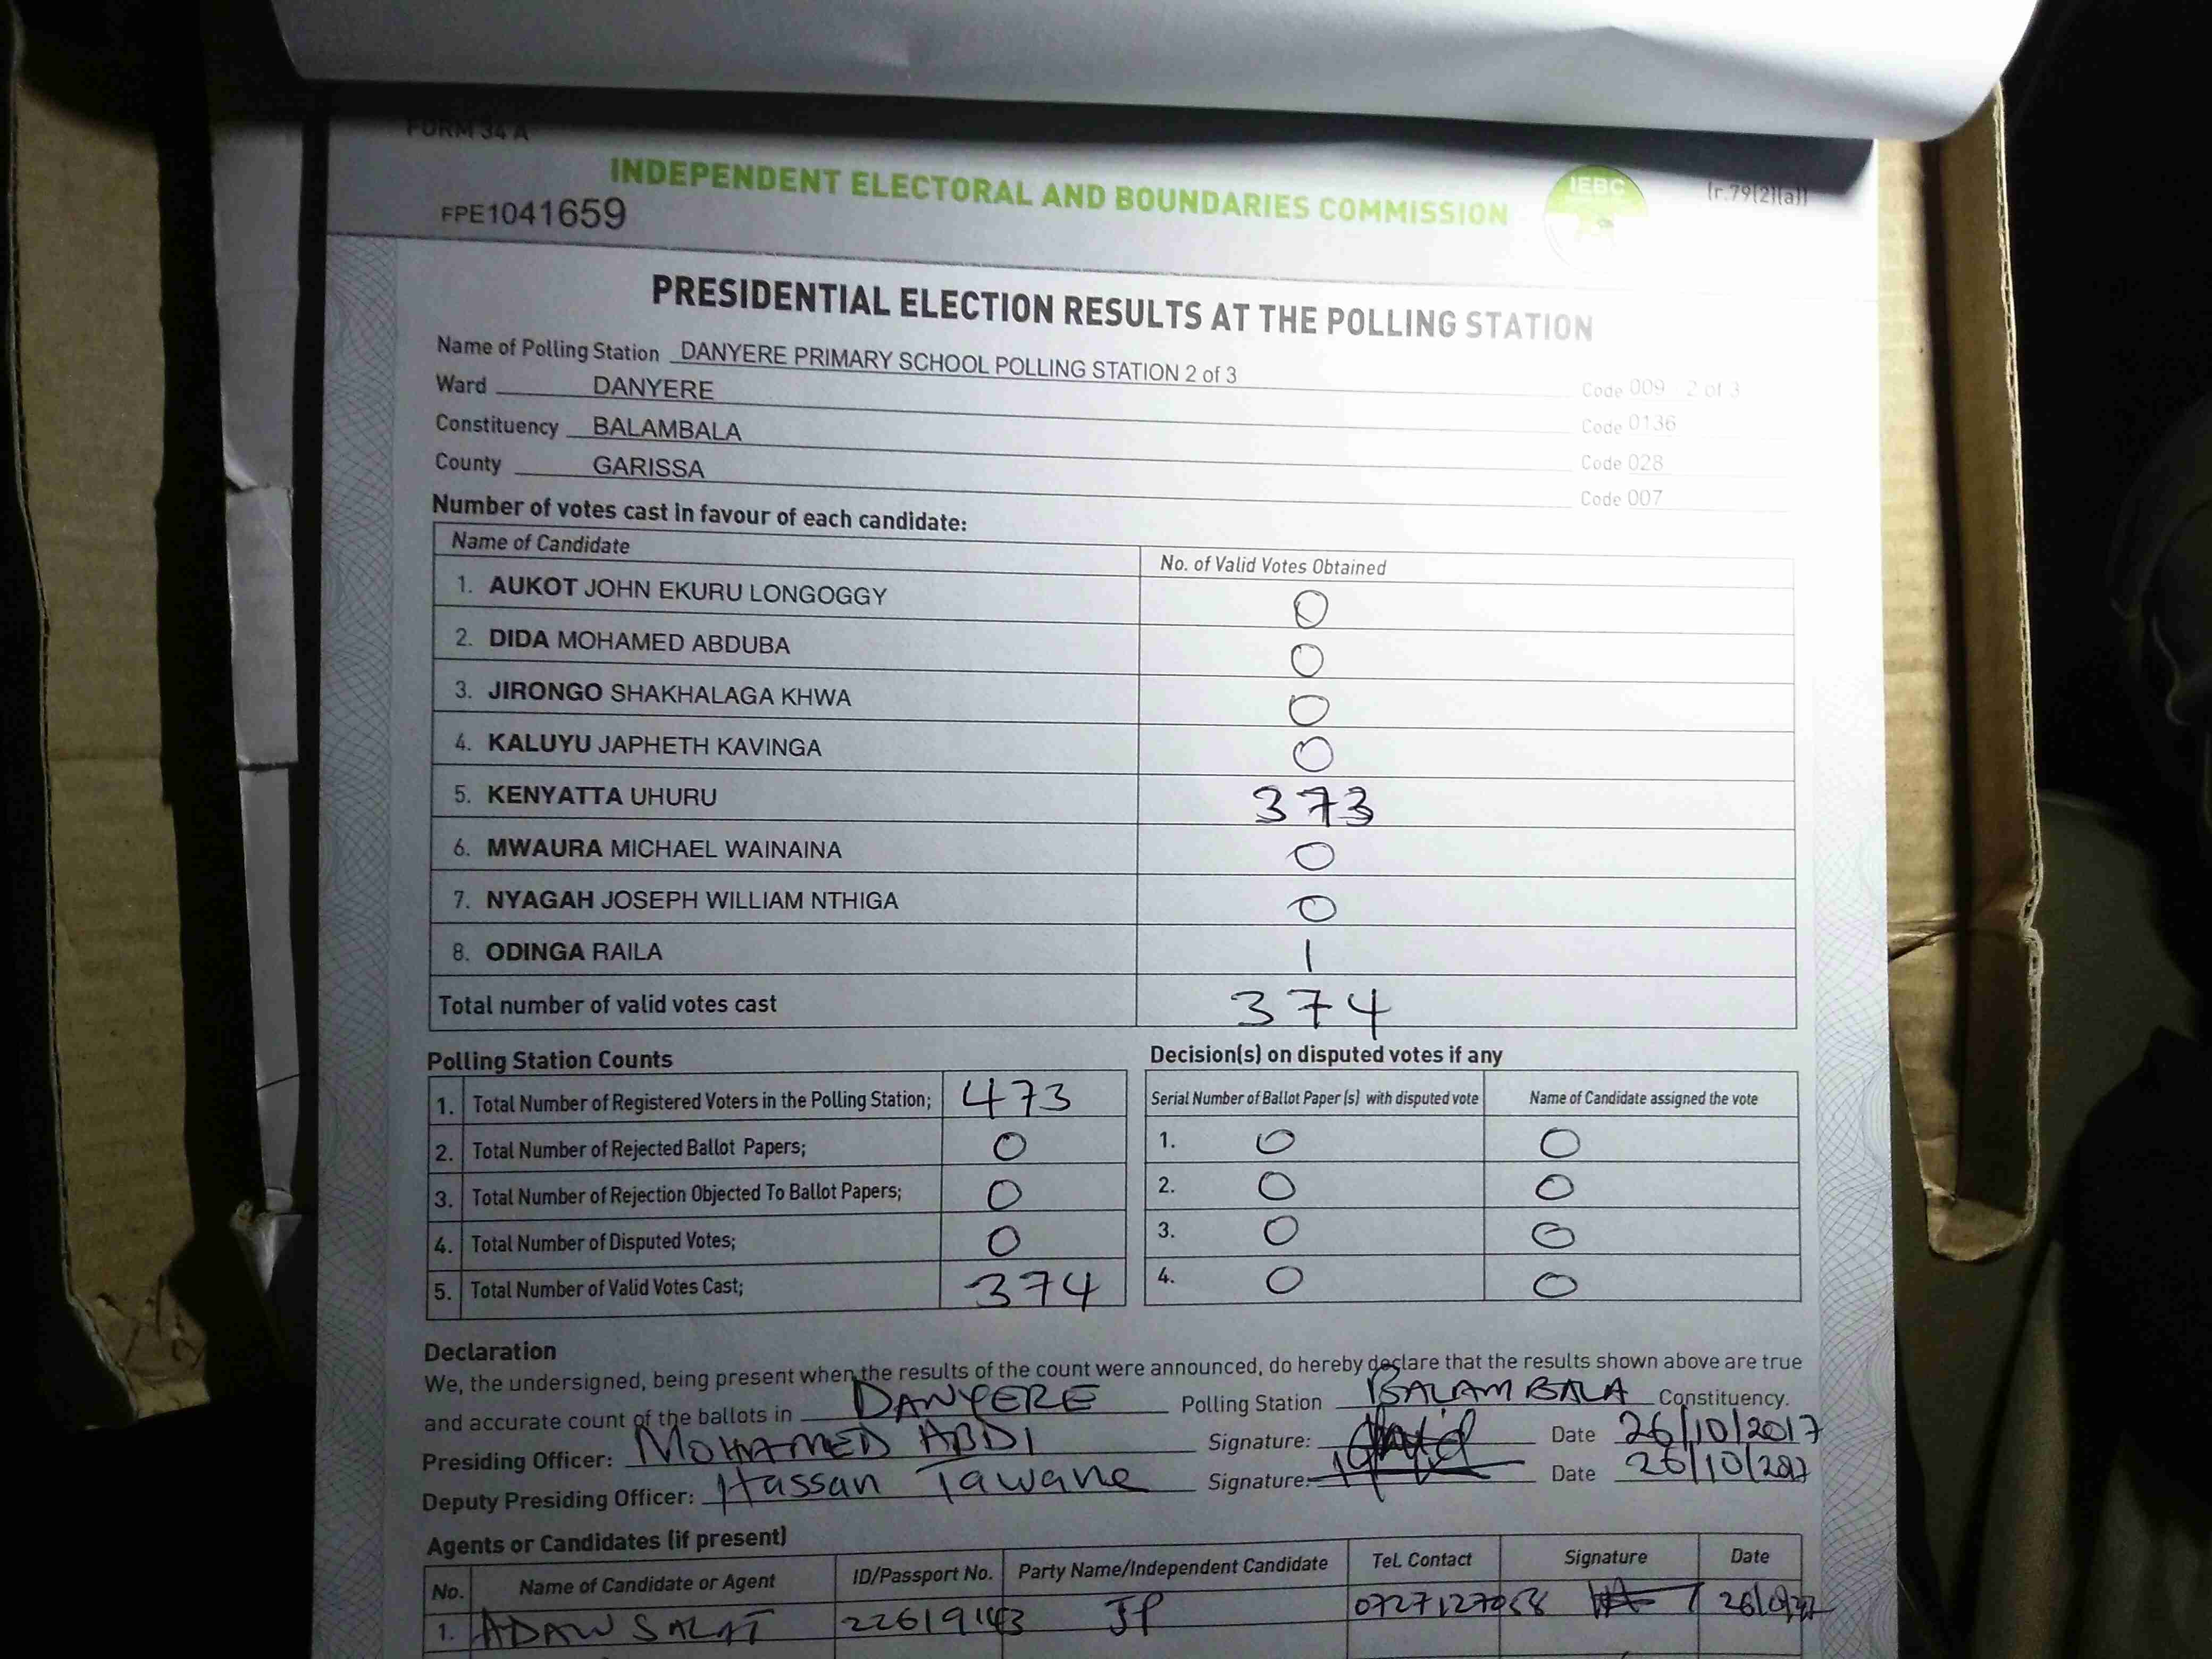 FORM 34 A
INDEPENDENT ELECTORAL AND BOUNDARIES COMMISSION
IEBC
(r.79(2)(a))
FPE1041659
PRESIDENTIAL ELECTION RESULTS AT THE POLLING STATION
Name of Polling Station DANYERE PRIMARY SCHOOL POLLING STATION 2 of 3 Code 009 2 of 3
Ward DANYERE Code 0136
Constituency BALAMBALA Code 028
County GARISSA Code 007
Number of votes cast in favour of each candidate:
Name of Candidate No. of Valid Votes Obtained
1. AUKOT JOHN EKURU LONGOGGY 0
2. DIDA MOHAMED ABDUBA 0
3. JIRONGO SHAKHALAGA KHWA 0
4. KALUYU JAPHETH KAVINGA 0
5. KENYATTA UHURU 373
6. MWAURA MICHAEL WAINAINA 0
7. NYAGAH JOSEPH WILLIAM NTHIGA 0
8. ODINGA RAILA 1
Total number of valid votes cast 374
Polling Station Counts
1. Total Number of Registered Voters in the Polling Station; 473
2. Total Number of Rejected Ballot Papers; 0
3. Total Number of Rejection Objected To Ballot Papers; 0
4. Total Number of Disputed Votes; 0
5. Total Number of Valid Votes Cast; 374
Decision(s) on disputed votes if any
Serial Number of Ballot Paper (s) with disputed vote Name of Candidate assigned the vote
1. 0 0
2. 0 0
3. 0 0
4. 0 0
Declaration
We, the undersigned, being present when the results of the count were announced, do hereby declare that the results shown above are true
and accurate count of the ballots in DANYERE Polling Station BALAMBALA Constituency.
Presiding Officer: MOHAMED ABDI Signature: Date 26/10/2017
Deputy Presiding Officer: Hassan Tawane Signature: Date 26/10/2017
Agents or Candidates (if present)
No. Name of Candidate or Agent ID/Passport No. Party Name/Independent Candidate Tel. Contact Signature Date
1. ADAN SALAT 22619143 JP